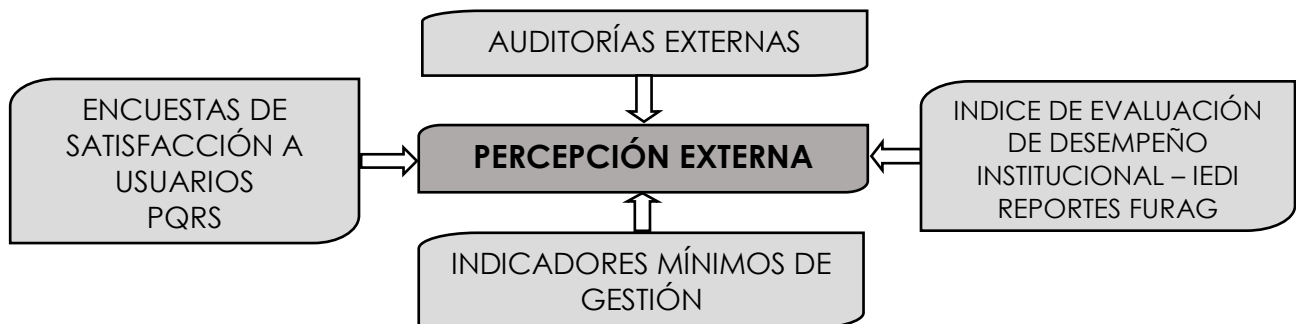 AUDITORÍAS EXTERNAS
ENCUESTAS DE
SATISFACCIÓN A
USUARIOS
PQRS
PERCEPCIÓN EXTERNA
INDICE DE EVALUACIÓN
DE DESEMPEÑO
INSTITUCIONAL – IEDI
REPORTES FURAG
INDICADORES MÍNIMOS DE
GESTIÓN